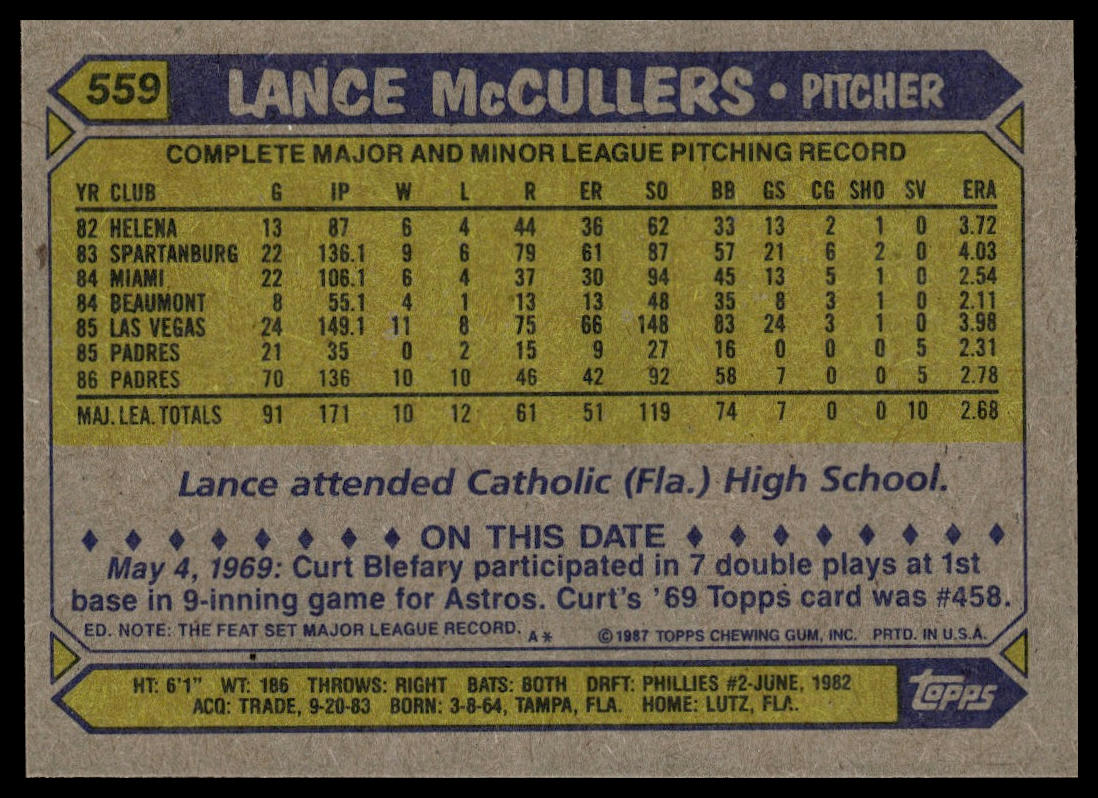 559 LANCE McCULLERS • PITCHER
COMPLETE MAJOR AND MINOR LEAGUE PITCHING RECORD
YR CLUB G IP W L R ER SO BB GS CG SHO SV ERA
82 HELENA 13 87 6 4 44 36 62 33 13 2 1 0 3.72
83 SPARTANBURG 22 136.1 9 6 79 61 87 57 21 6 2 0 4.03
84 MIAMI 22 106.1 6 4 37 30 94 45 13 5 1 0 2.54
84 BEAUMONT 8 55.1 4 1 13 13 48 35 8 3 1 0 2.11
85 LAS VEGAS 24 149.1 11 8 75 66 148 83 24 3 1 0 3.98
85 PADRES 21 35 0 2 15 9 27 16 0 0 0 5 2.31
86 PADRES 70 136 10 10 46 42 92 58 7 0 0 5 2.78
MAJ. LEA. TOTALS 91 171 10 12 61 51 119 74 7 0 0 10 2.68
Lance attended Catholic (Fla.) High School.
♦ ♦ ♦ ♦ ♦ ♦ ♦ ♦ ON THIS DATE ♦ ♦ ♦ ♦ ♦ ♦ ♦ ♦
May 4, 1969: Curt Blefary participated in 7 double plays at 1st
base in 9-inning game for Astros. Curt's '69 Topps card was #458.
ED. NOTE: THE FEAT SET MAJOR LEAGUE RECORD. A* ©1987 TOPPS CHEWING GUM, INC. PRTD. IN U.S.A.
HT: 6'1" WT: 186 THROWS: RIGHT BATS: BOTH DRFT: PHILLIES #2-JUNE, 1982
ACQ: TRADE, 9-20-83 BORN: 3-8-64, TAMPA, FLA. HOME: LUTZ, FLA.
topps